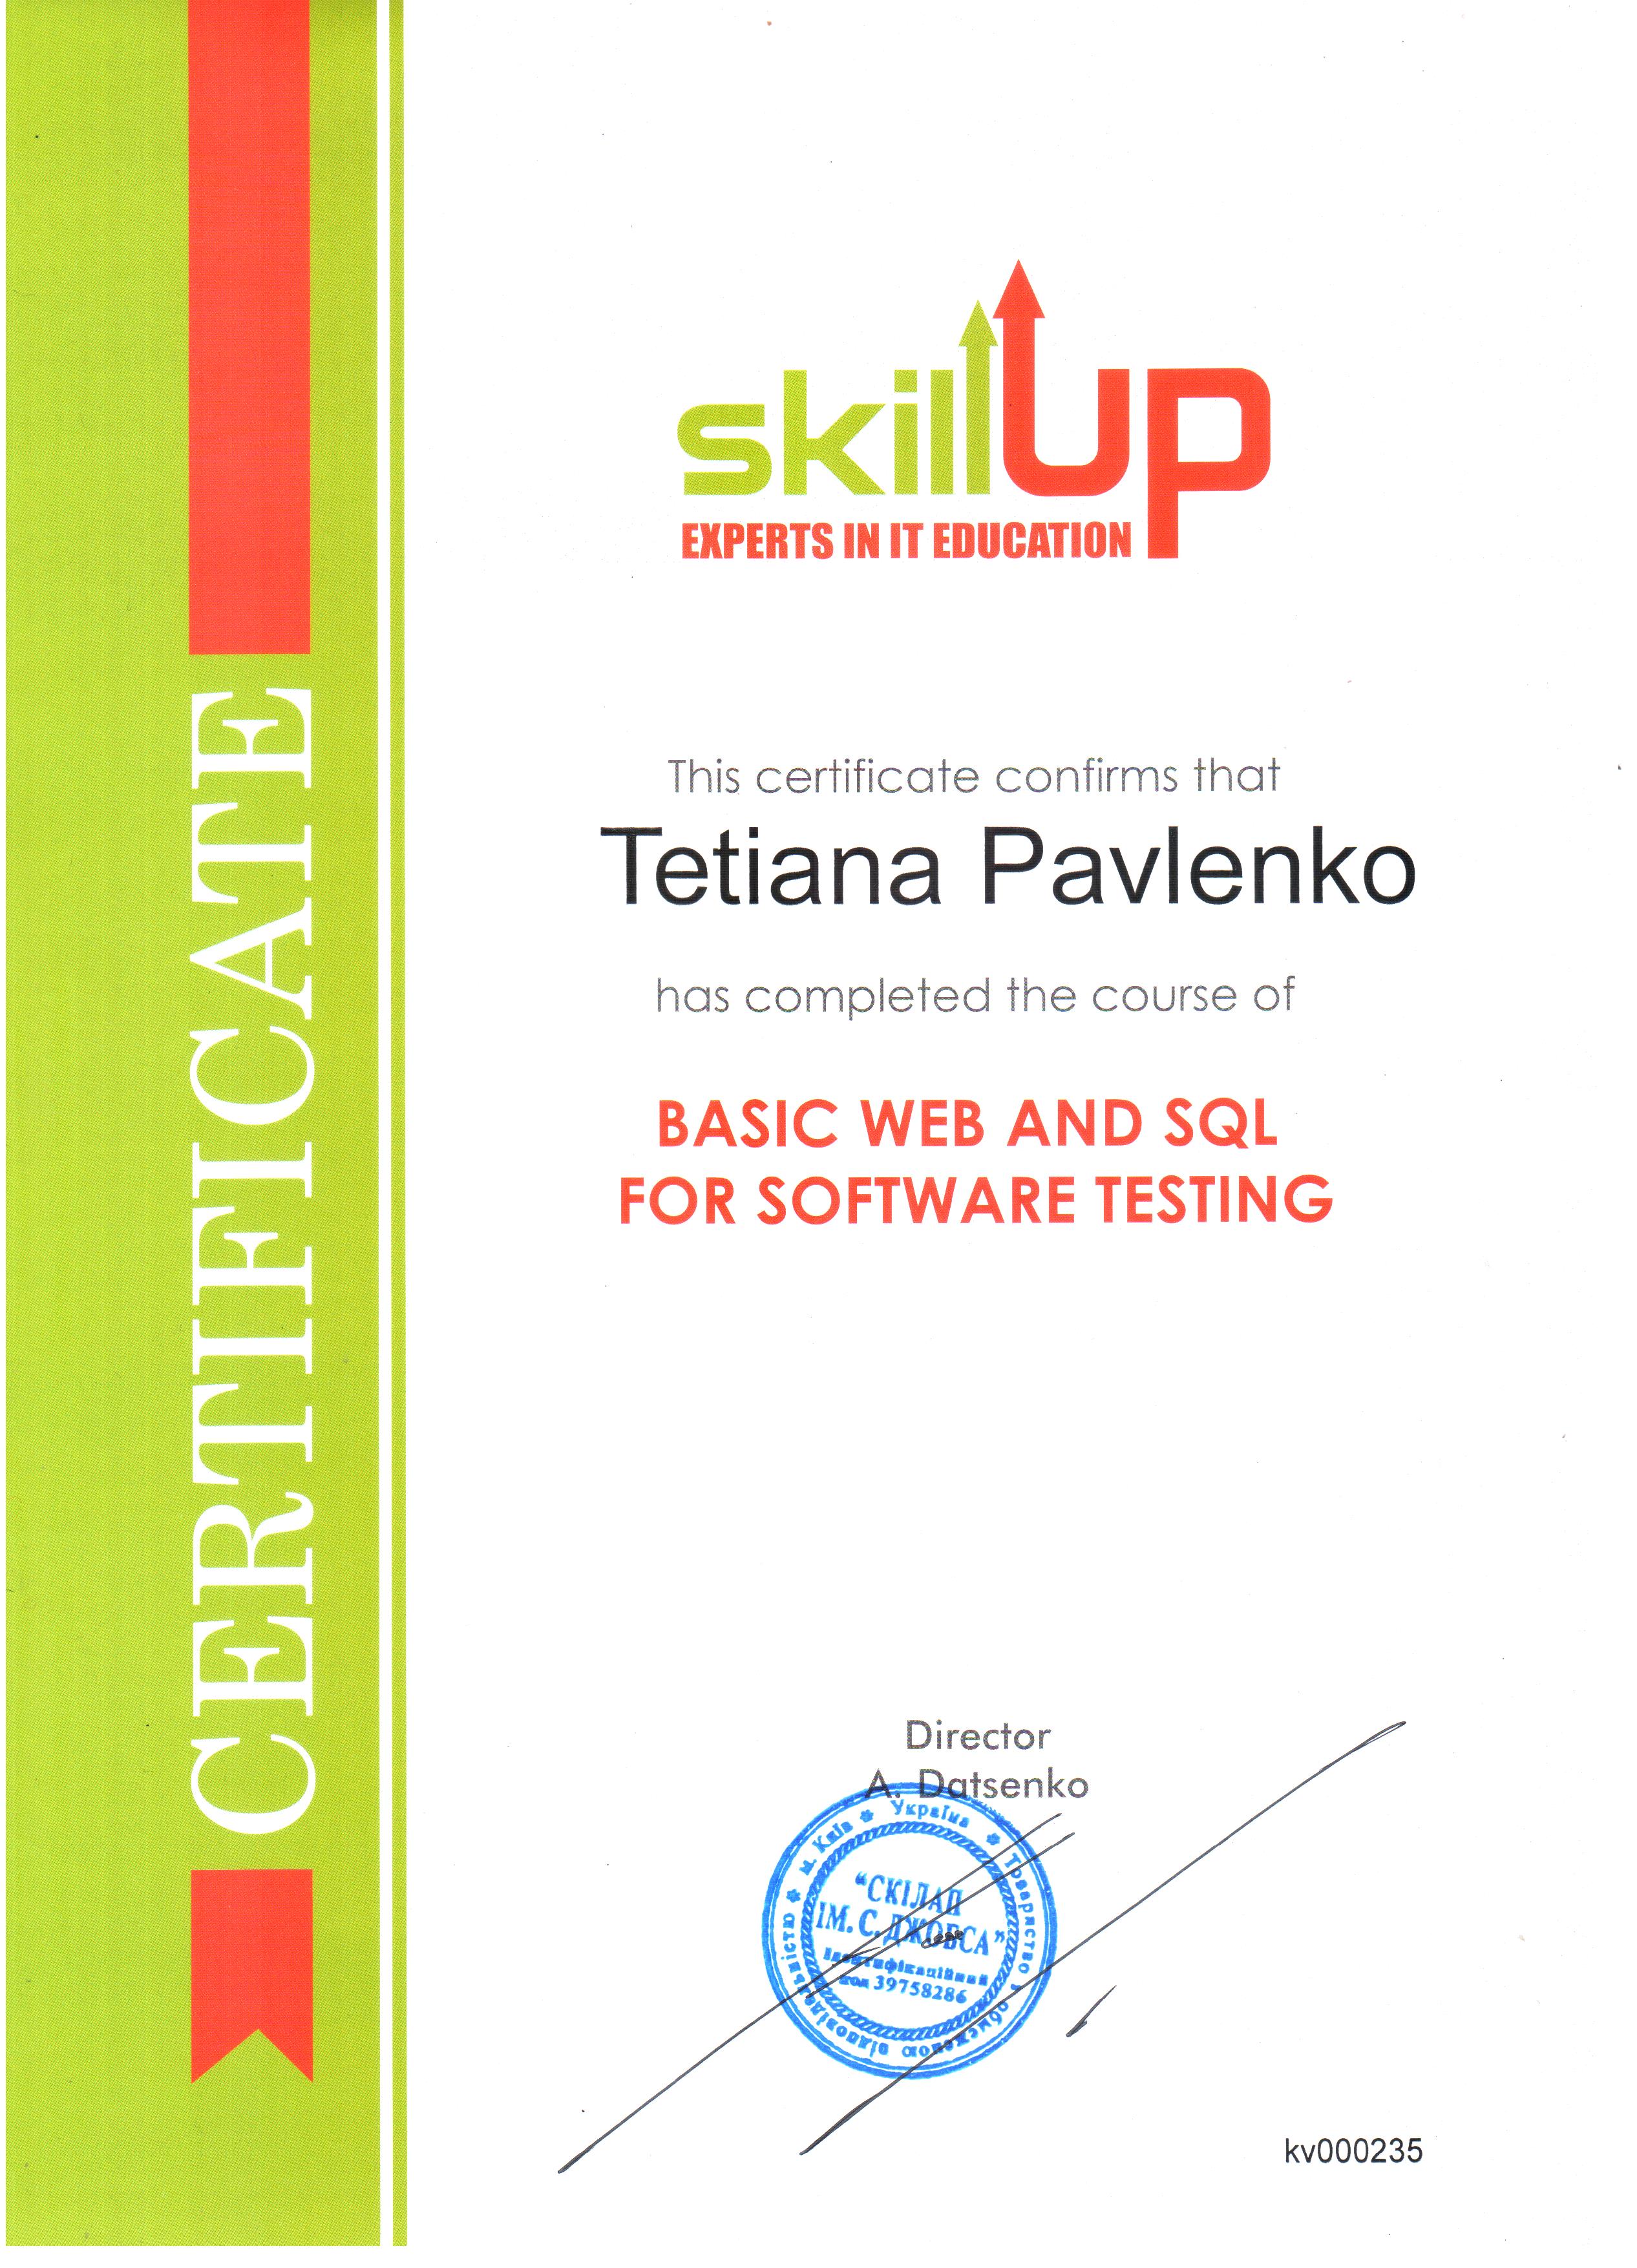 CERTIFICATE
skillup
EXPERTS IN IT EDUCATION
This certificate confirms that
Tetiana Pavlenko
has completed the course of
BASIC WEB AND SQL
FOR SOFTWARE TESTING
Director
A. Datsenko
Україна * Товариство з обмеженою відповідальністю * м. Київ *
"СКІЛАП
ІМ. С. ДЖОБСА"
Ідентифікаційний
код 39758286
kv000235